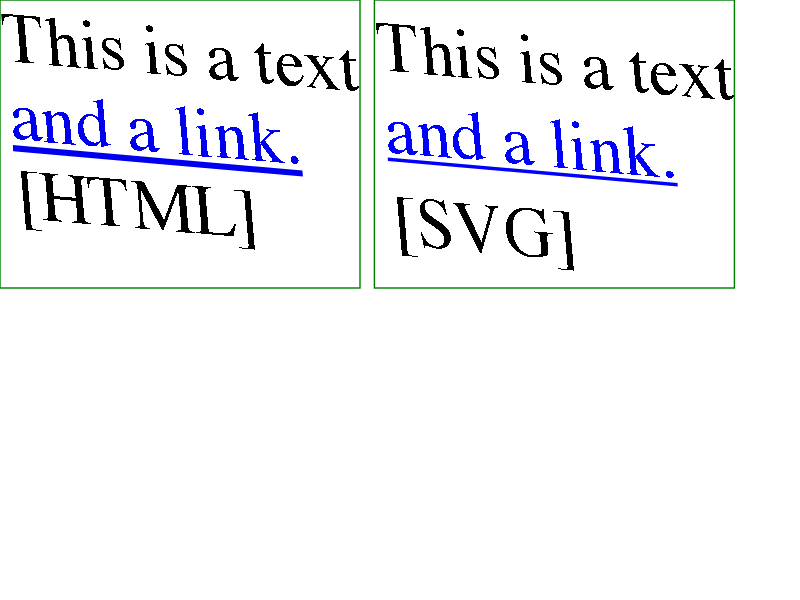 This is a text
and a link.
[HTML]
This is a text
and a link.
[SVG]